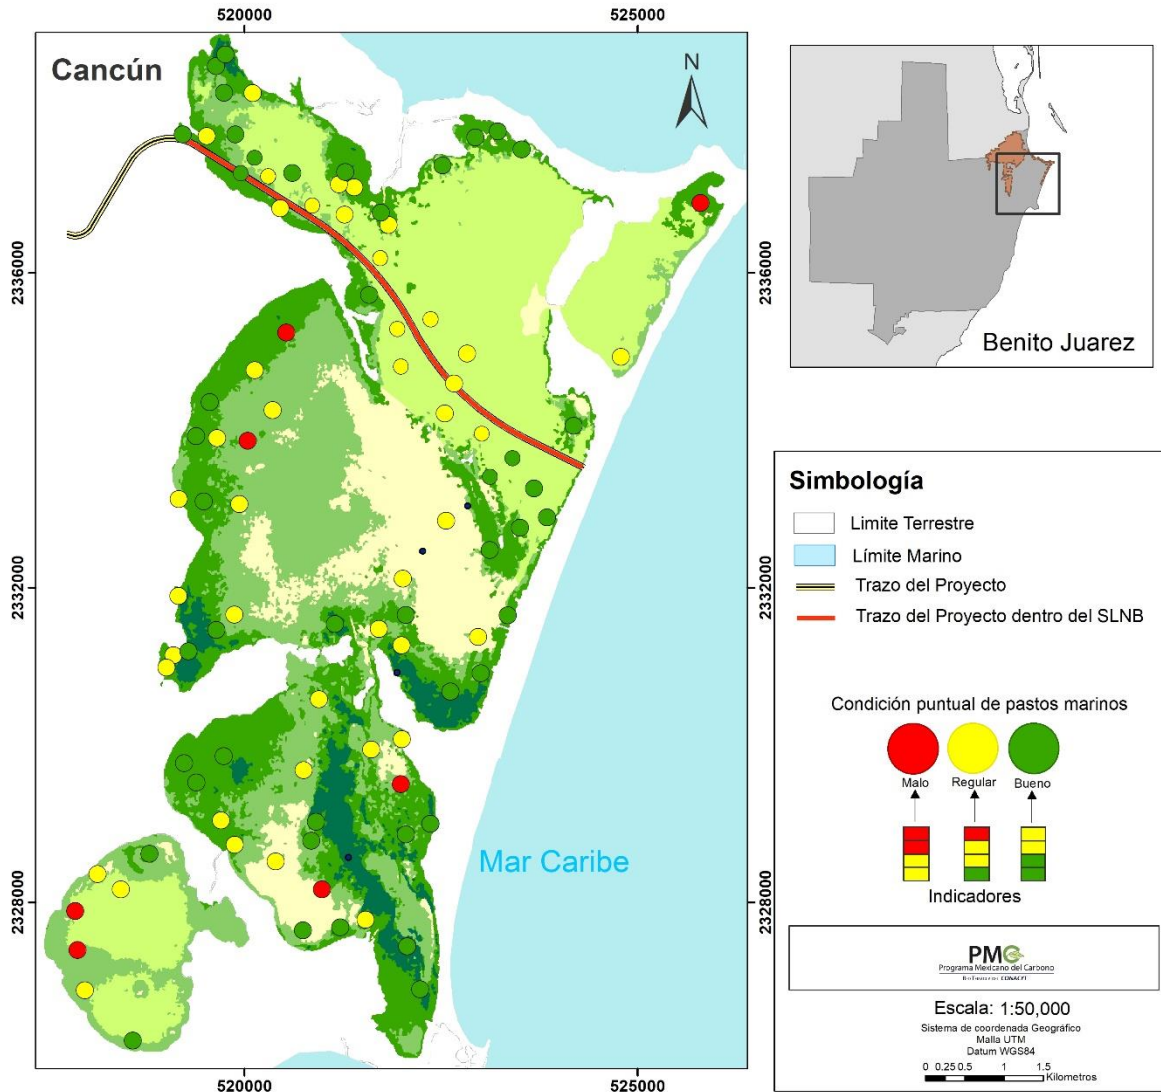 520000
525000
Cancún
N
2336000
2336000
2332000
2332000
2328000
2328000
Mar Caribe
520000
525000
Benito Juarez
Simbología
Limite Terrestre
Límite Marino
Trazo del Proyecto
Trazo del Proyecto dentro del SLNB
Condición puntual de pastos marinos
Malo
Regular
Bueno
Indicadores
PMC
Programa Mexicano del Carbono
Escala: 1:50,000
Sistema de coordenada Geográfico
Malla UTM
Datum WGS84
0 0.25 0.5 1 1.5
Kilometros